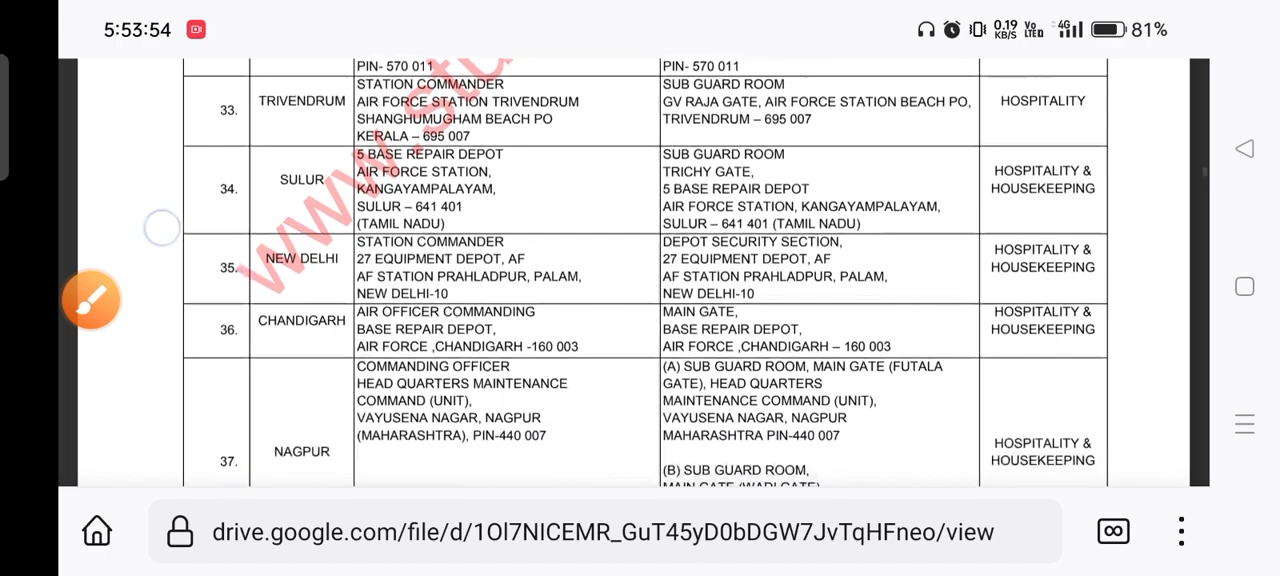 5:53:54
0.19 KB/S
Vo LTE
4G
81%
PIN- 570 011
PIN- 570 011
33.
TRIVENDRUM
STATION COMMANDER
AIR FORCE STATION TRIVENDRUM
SHANGHUMUGHAM BEACH PO
KERALA – 695 007
SUB GUARD ROOM
GV RAJA GATE, AIR FORCE STATION BEACH PO,
TRIVENDRUM – 695 007
HOSPITALITY
34.
SULUR
5 BASE REPAIR DEPOT
AIR FORCE STATION,
KANGAYAMPALAYAM,
SULUR – 641 401
(TAMIL NADU)
SUB GUARD ROOM
TRICHY GATE,
5 BASE REPAIR DEPOT
AIR FORCE STATION, KANGAYAMPALAYAM,
SULUR – 641 401 (TAMIL NADU)
HOSPITALITY &
HOUSEKEEPING
35.
NEW DELHI
STATION COMMANDER
27 EQUIPMENT DEPOT, AF
AF STATION PRAHLADPUR, PALAM,
NEW DELHI-10
DEPOT SECURITY SECTION,
27 EQUIPMENT DEPOT, AF
AF STATION PRAHLADPUR, PALAM,
NEW DELHI-10
HOSPITALITY &
HOUSEKEEPING
36.
CHANDIGARH
AIR OFFICER COMMANDING
BASE REPAIR DEPOT,
AIR FORCE ,CHANDIGARH -160 003
MAIN GATE,
BASE REPAIR DEPOT,
AIR FORCE ,CHANDIGARH – 160 003
HOSPITALITY &
HOUSEKEEPING
37.
NAGPUR
COMMANDING OFFICER
HEAD QUARTERS MAINTENANCE
COMMAND (UNIT),
VAYUSENA NAGAR, NAGPUR
(MAHARASHTRA), PIN-440 007
(A) SUB GUARD ROOM, MAIN GATE (FUTALA
GATE), HEAD QUARTERS
MAINTENANCE COMMAND (UNIT),
VAYUSENA NAGAR, NAGPUR
MAHARASHTRA PIN-440 007
(B) SUB GUARD ROOM,
MAIN GATE (WADI GATE)
HOSPITALITY &
HOUSEKEEPING
www.stu
drive.google.com/file/d/1Ol7NICEMR_GuT45yD0bDGW7JvTqHFneo/view